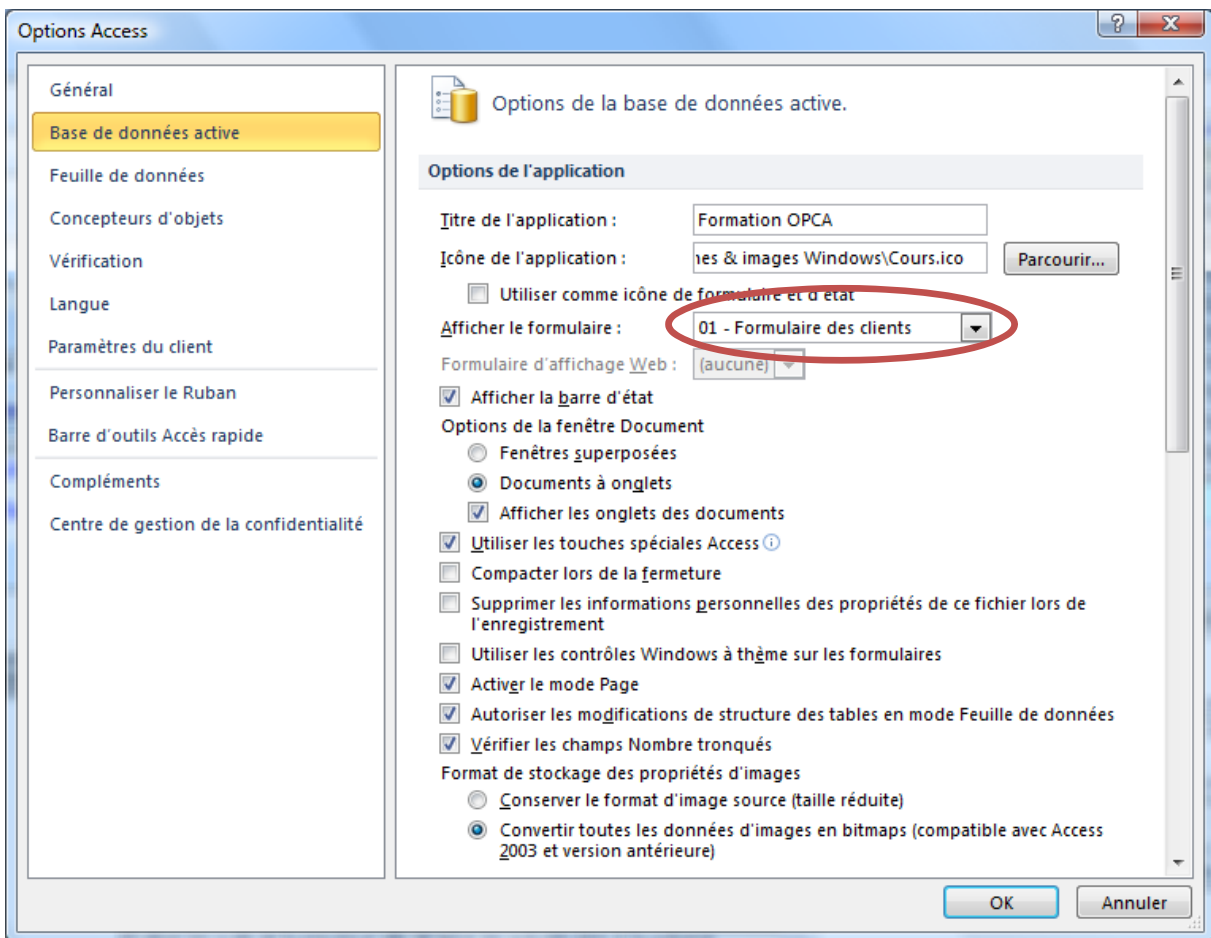 Options Access
Général
Base de données active
Feuille de données
Concepteurs d'objets
Vérification
Langue
Paramètres du client
Personnaliser le Ruban
Barre d'outils Accès rapide
Compléments
Centre de gestion de la confidentialité
Options de la base de données active.
Options de l'application
Titre de l'application : Formation OPCA
Icône de l'application : & images Windows\Cours.ico Parcourir...
Utiliser comme icône de formulaire et d'état
Afficher le formulaire : 01 - Formulaire des clients
Formulaire d'affichage Web : (aucune)
Afficher la barre d'état
Options de la fenêtre Document
Fenêtres superposées
Documents à onglets
Afficher les onglets des documents
Utiliser les touches spéciales Access
Compacter lors de la fermeture
Supprimer les informations personnelles des propriétés de ce fichier lors de
l'enregistrement
Utiliser les contrôles Windows à thème sur les formulaires
Activer le mode Page
Autoriser les modifications de structure des tables en mode Feuille de données
Vérifier les champs Nombre tronqués
Format de stockage des propriétés d'images
Conserver le format d'image source (taille réduite)
Convertir toutes les données d'images en bitmaps (compatible avec Access
2003 et version antérieure)
OK Annuler